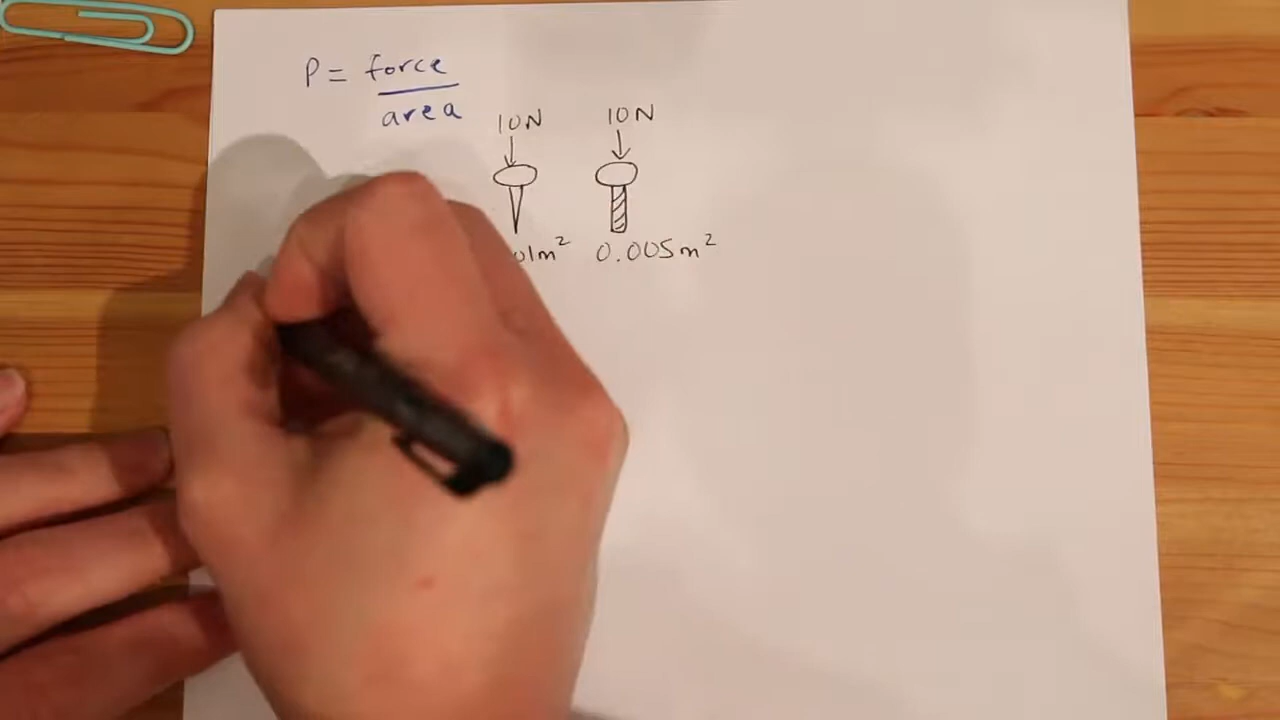 P = force
area
10N 10N
0.005m²